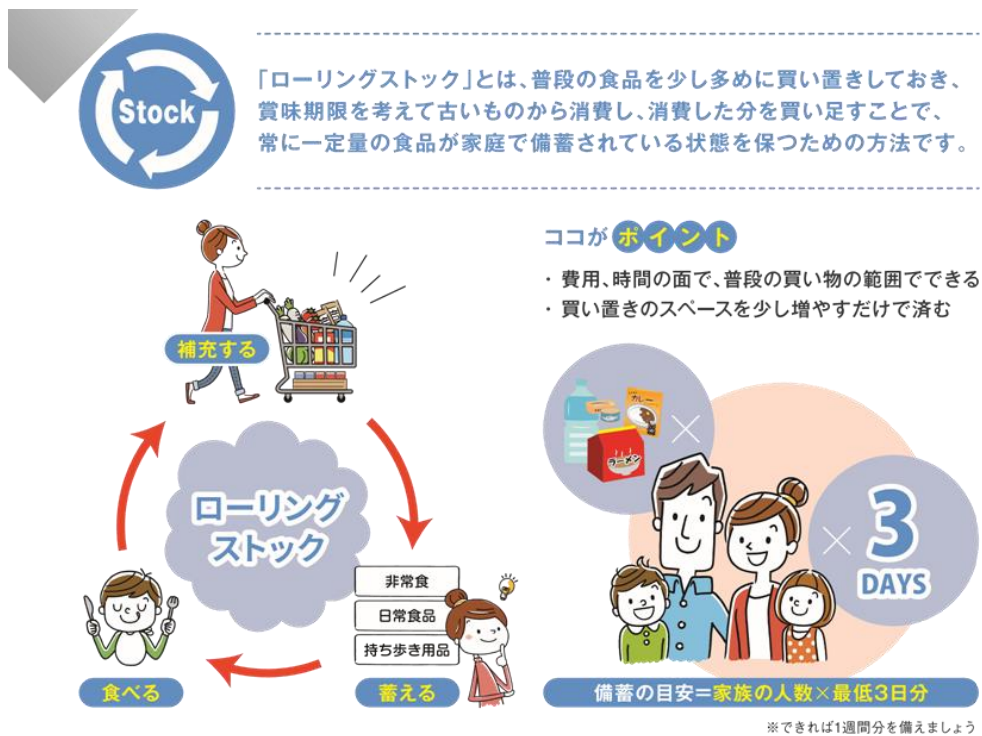 Stock
「ローリングストック」とは、普段の食品を少し多めに買い置きしておき、
賞味期限を考えて古いものから消費し、消費した分を買い足すことで、
常に一定量の食品が家庭で備蓄されている状態を保つための方法です。
補充する
ローリング
ストック
非常食
日常食品
持ち歩き用品
食べる
蓄える
ココがポイント
・費用、時間の面で、普段の買い物の範囲でできる
・買い置きのスペースを少し増やすだけで済む
カレー
ラーメン
×
×3
DAYS
備蓄の目安=家族の人数×最低3日分
※できれば1週間分を備えましょう